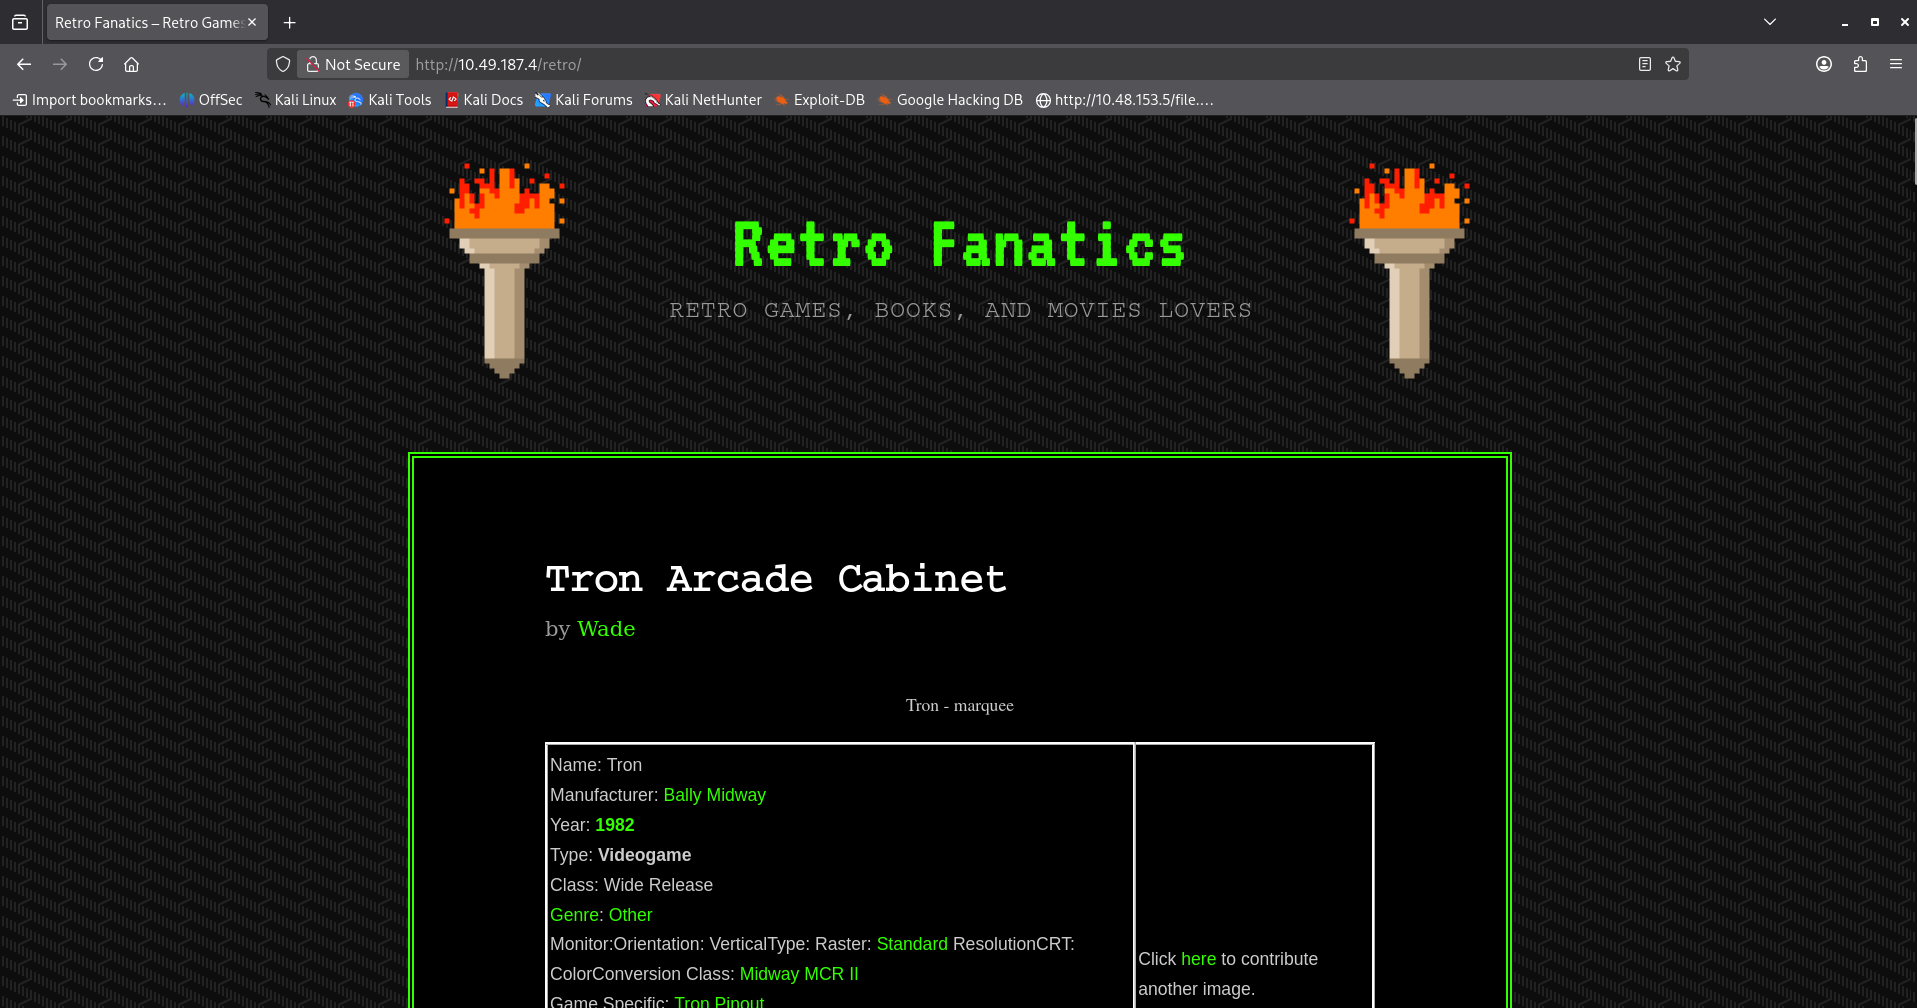 Retro Fanatics – Retro Games
Not Secure http://10.49.187.4/retro/
Import bookmarks... OffSec Kali Linux Kali Tools Kali Docs Kali Forums Kali NetHunter Exploit-DB Google Hacking DB http://10.48.153.5/file....
Retro Fanatics
RETRO GAMES, BOOKS, AND MOVIES LOVERS
Tron Arcade Cabinet
by Wade
Tron - marquee
Name: Tron
Manufacturer: Bally Midway
Year: 1982
Type: Videogame
Class: Wide Release
Genre: Other
Monitor:Orientation: VerticalType: Raster: Standard ResolutionCRT:
ColorConversion Class: Midway MCR II
Game Specific: Tron Pinout
Click here to contribute
another image.